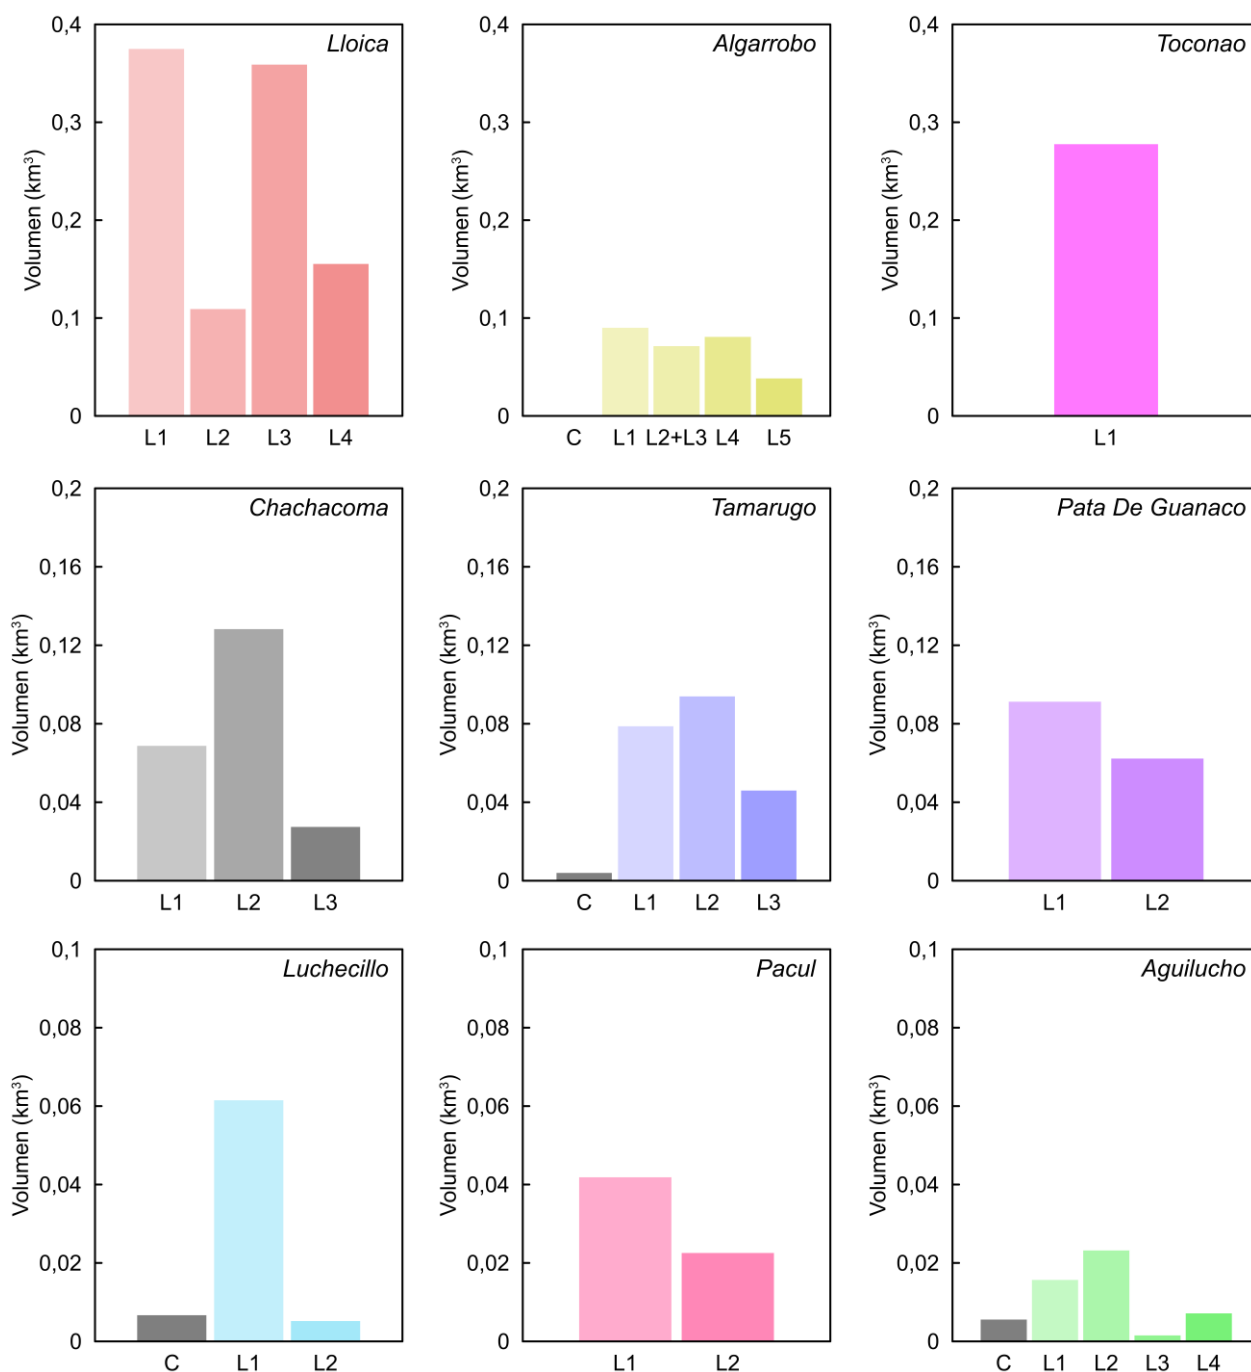 Lloica
Volumen (km³)
0,4
0,3
0,2
0,1
0
L1 L2 L3 L4
Algarrobo
Volumen (km³)
0,4
0,3
0,2
0,1
0
C L1 L2+L3 L4 L5
Toconao
Volumen (km³)
0,4
0,3
0,2
0,1
0
L1
Chachacoma
Volumen (km³)
0,2
0,16
0,12
0,08
0,04
0
L1 L2 L3
Tamarugo
Volumen (km³)
0,2
0,16
0,12
0,08
0,04
0
C L1 L2 L3
Pata De Guanaco
Volumen (km³)
0,2
0,16
0,12
0,08
0,04
0
L1 L2
Luchecillo
Volumen (km³)
0,1
0,08
0,06
0,04
0,02
0
C L1 L2
Pacul
Volumen (km³)
0,1
0,08
0,06
0,04
0,02
0
L1 L2
Aguilucho
Volumen (km³)
0,1
0,08
0,06
0,04
0,02
0
C L1 L2 L3 L4